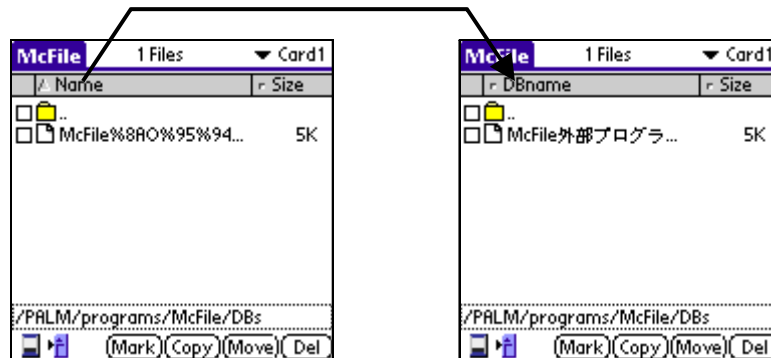 McFile 1 Files Card1
Name Size
..
McFile%8AO%95%94... 5K
/PALM/programs/McFile/DBs
Mark Copy Move Del
McFile 1 Files Card1
DBname Size
..
McFile外部プログラ... 5K
/PALM/programs/McFile/DBs
Mark Copy Move Del